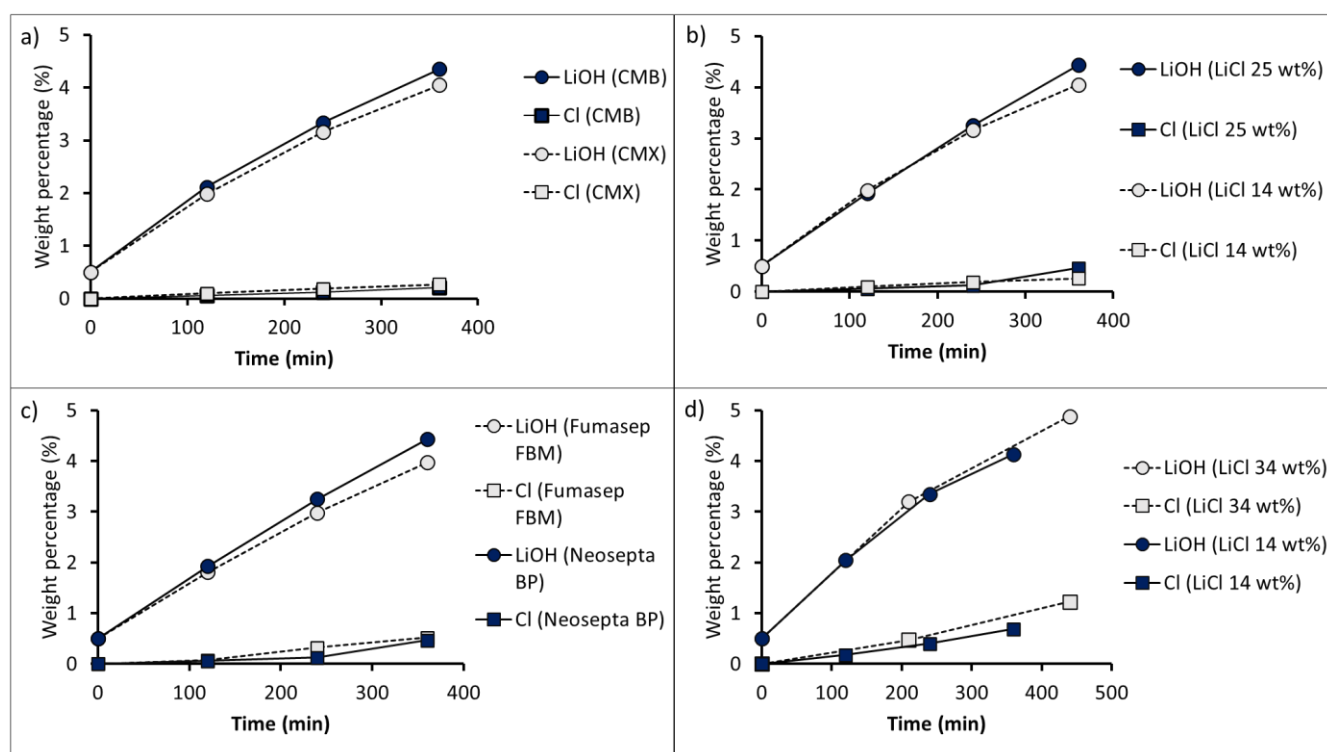 a)
Weight percentage (%)
5
4
3
2
1
0
0 100 200 300 400
Time (min)
LiOH (CMB)
Cl (CMB)
LiOH (CMX)
Cl (CMX)
b)
Weight percentage (%)
5
4
3
2
1
0
0 100 200 300 400
Time (min)
LiOH (LiCl 25 wt%)
Cl (LiCl 25 wt%)
LiOH (LiCl 14 wt%)
Cl (LiCl 14 wt%)
c)
Weight percentage (%)
5
4
3
2
1
0
0 100 200 300 400
Time (min)
LiOH (Fumasep
FBM)
Cl (Fumasep
FBM)
LiOH (Neosepta
BP)
Cl (Neosepta BP)
d)
Weight percentage (%)
5
4
3
2
1
0
0 100 200 300 400 500
Time (min)
LiOH (LiCl 34 wt%)
Cl (LiCl 34 wt%)
LiOH (LiCl 14 wt%)
Cl (LiCl 14 wt%)